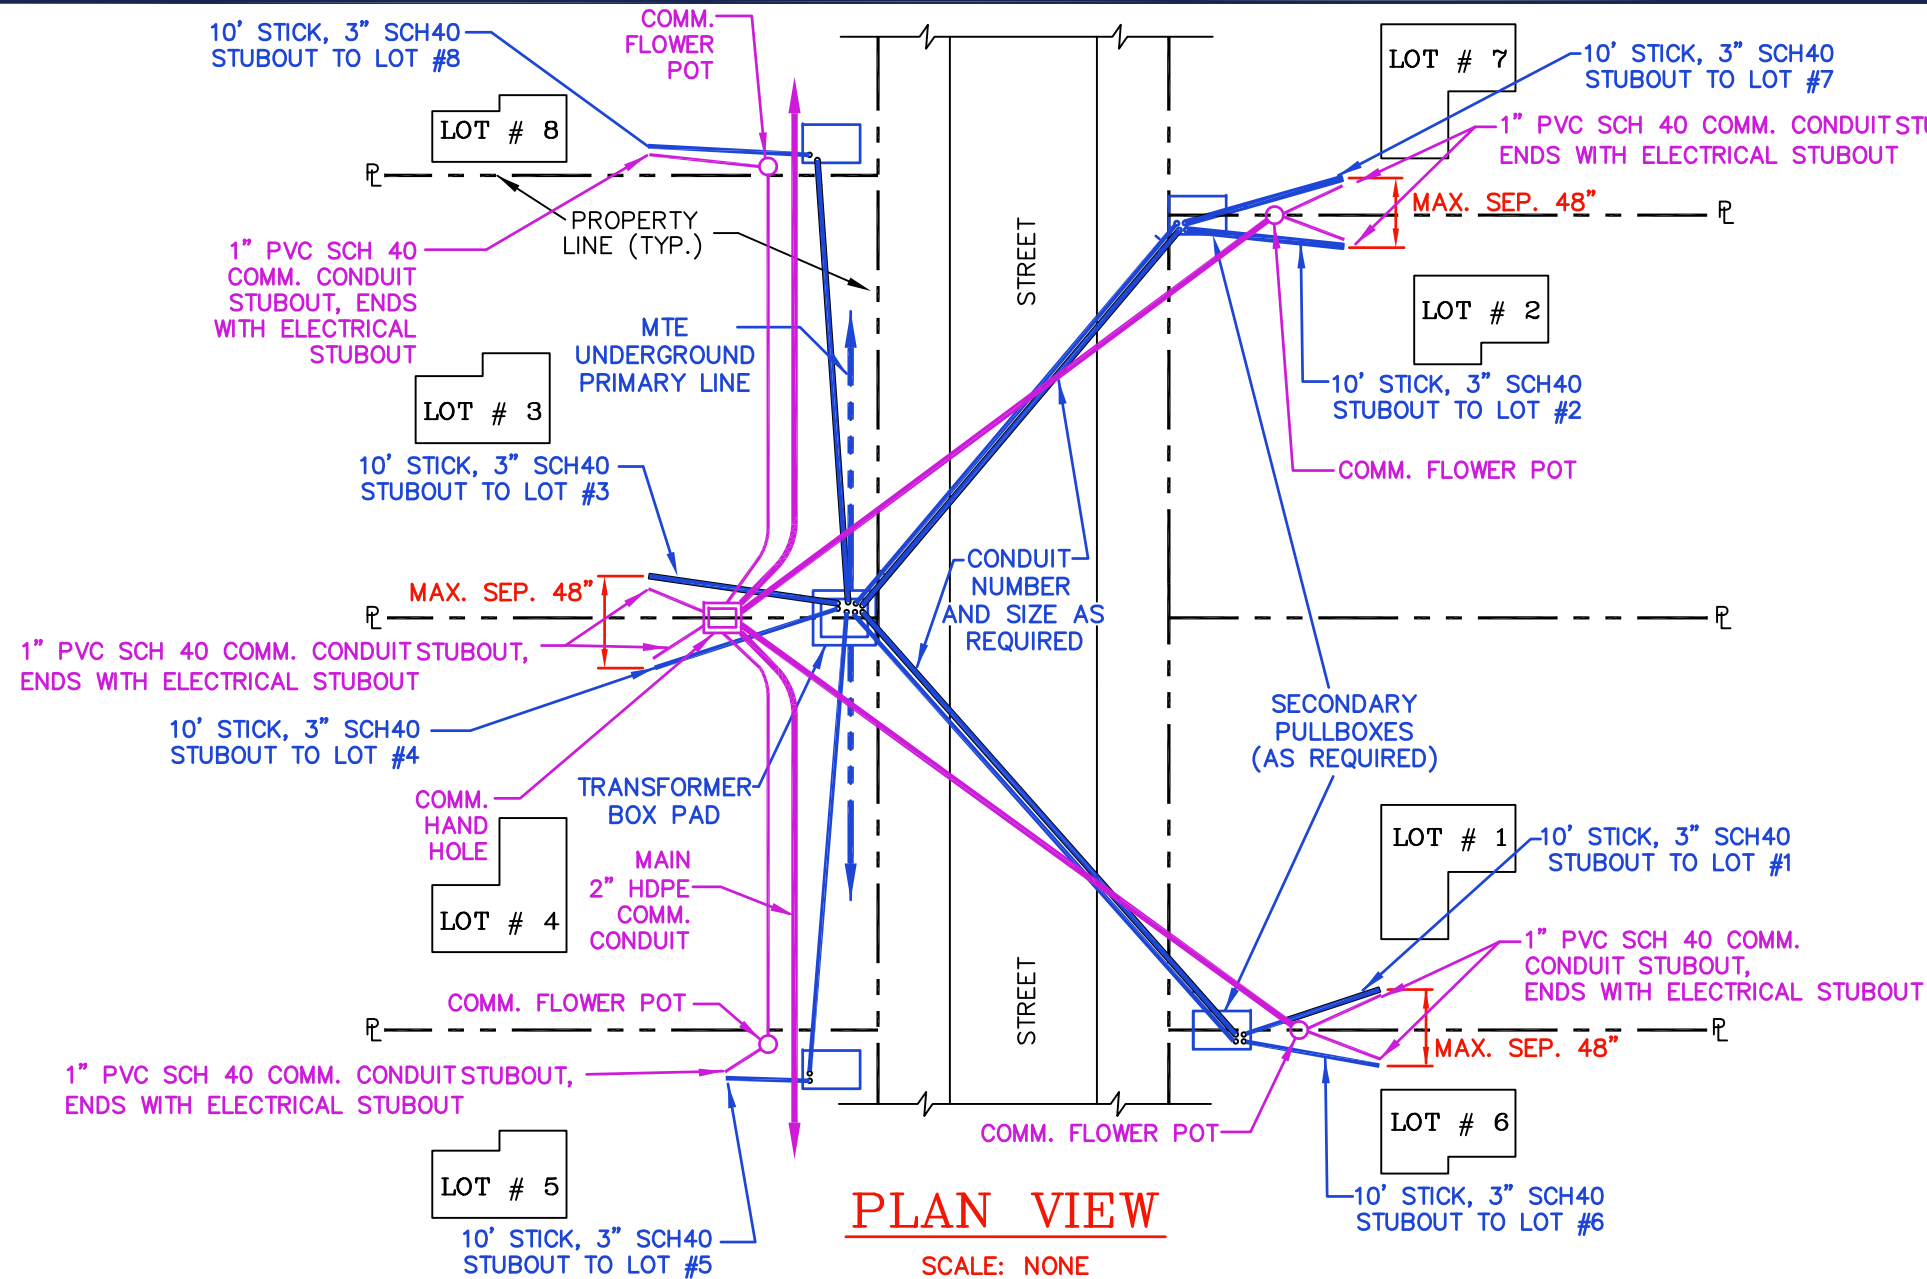 10' STICK, 3" SCH40
STUBOUT TO LOT #8
COMM.
FLOWER
POT
LOT # 7
10' STICK, 3" SCH40
STUBOUT TO LOT #7
LOT # 8
1" PVC SCH 40 COMM. CONDUIT STU
ENDS WITH ELECTRICAL STUBOUT
PL
PROPERTY
LINE (TYP.)
MAX. SEP. 48"
PL
STREET
1" PVC SCH 40
COMM. CONDUIT
STUBOUT, ENDS
WITH ELECTRICAL
STUBOUT
MTE
UNDERGROUND
PRIMARY LINE
LOT # 2
10' STICK, 3" SCH40
STUBOUT TO LOT #2
LOT # 3
10' STICK, 3" SCH40
STUBOUT TO LOT #3
COMM. FLOWER POT
CONDUIT
NUMBER
AND SIZE AS
REQUIRED
MAX. SEP. 48"
PL
PL
1" PVC SCH 40 COMM. CONDUIT STUBOUT,
ENDS WITH ELECTRICAL STUBOUT
10' STICK, 3" SCH40
STUBOUT TO LOT #4
SECONDARY
PULLBOXES
(AS REQUIRED)
TRANSFORMER
BOX PAD
COMM.
HAND
HOLE
LOT # 1
10' STICK, 3" SCH40
STUBOUT TO LOT #1
MAIN
2" HDPE
COMM.
CONDUIT
LOT # 4
1" PVC SCH 40 COMM.
CONDUIT STUBOUT,
ENDS WITH ELECTRICAL STUBOUT
STREET
COMM. FLOWER POT
PL
PL
MAX. SEP. 48"
1" PVC SCH 40 COMM. CONDUIT STUBOUT,
ENDS WITH ELECTRICAL STUBOUT
COMM. FLOWER POT
LOT # 6
LOT # 5
10' STICK, 3" SCH40
STUBOUT TO LOT #6
10' STICK, 3" SCH40
STUBOUT TO LOT #5
PLAN VIEW
SCALE: NONE